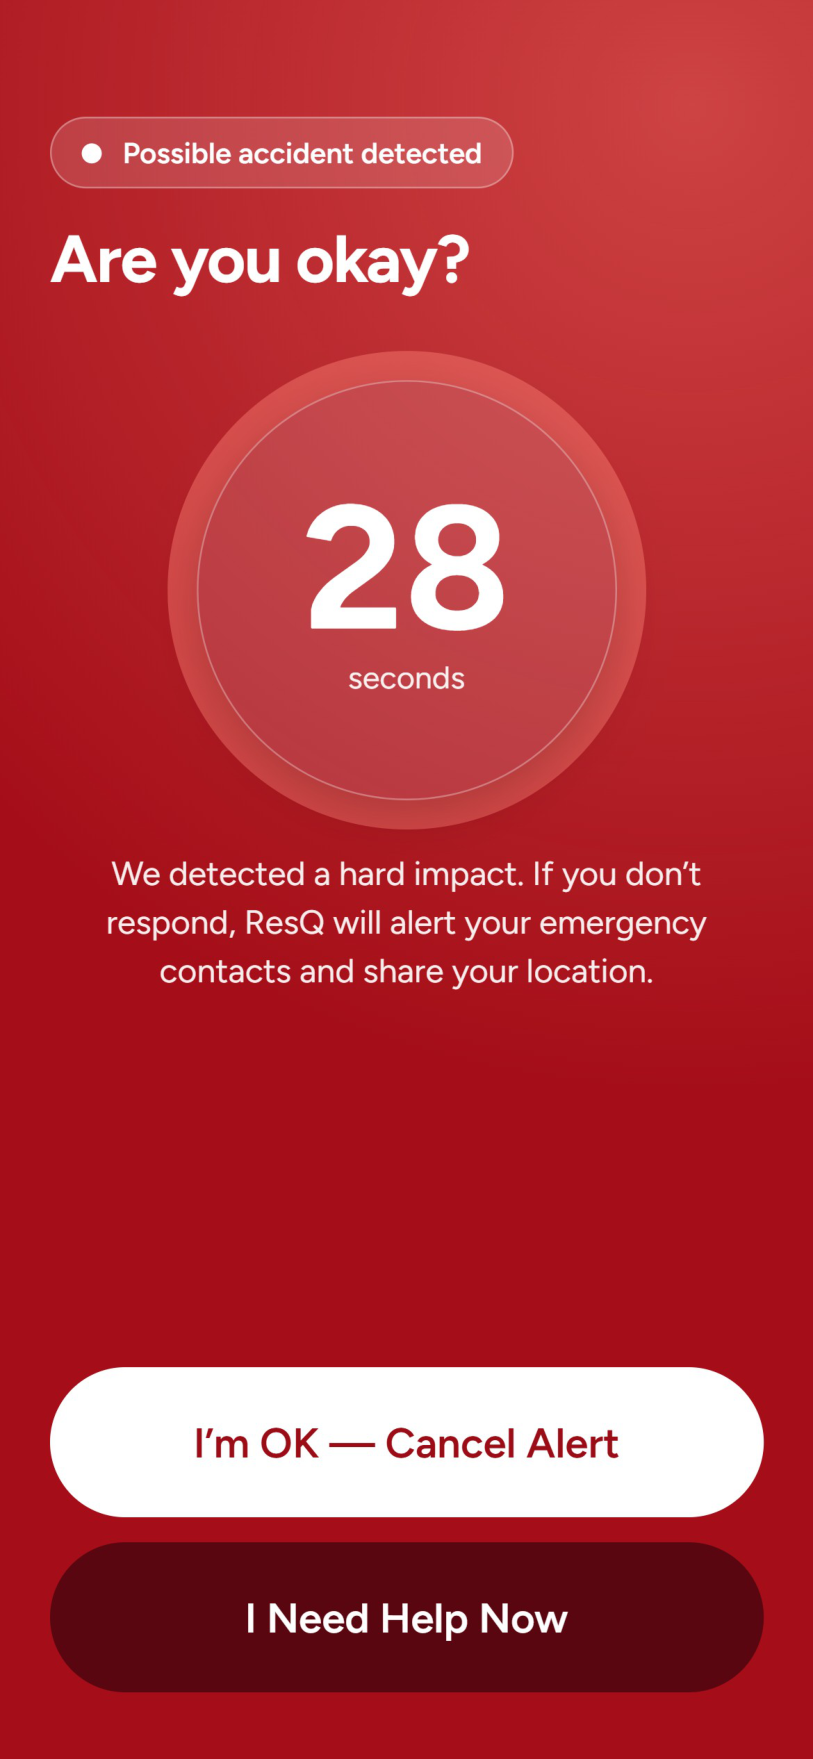 Possible accident detected
Are you okay?
28
seconds
We detected a hard impact. If you don’t
respond, ResQ will alert your emergency
contacts and share your location.
I’m OK — Cancel Alert
I Need Help Now